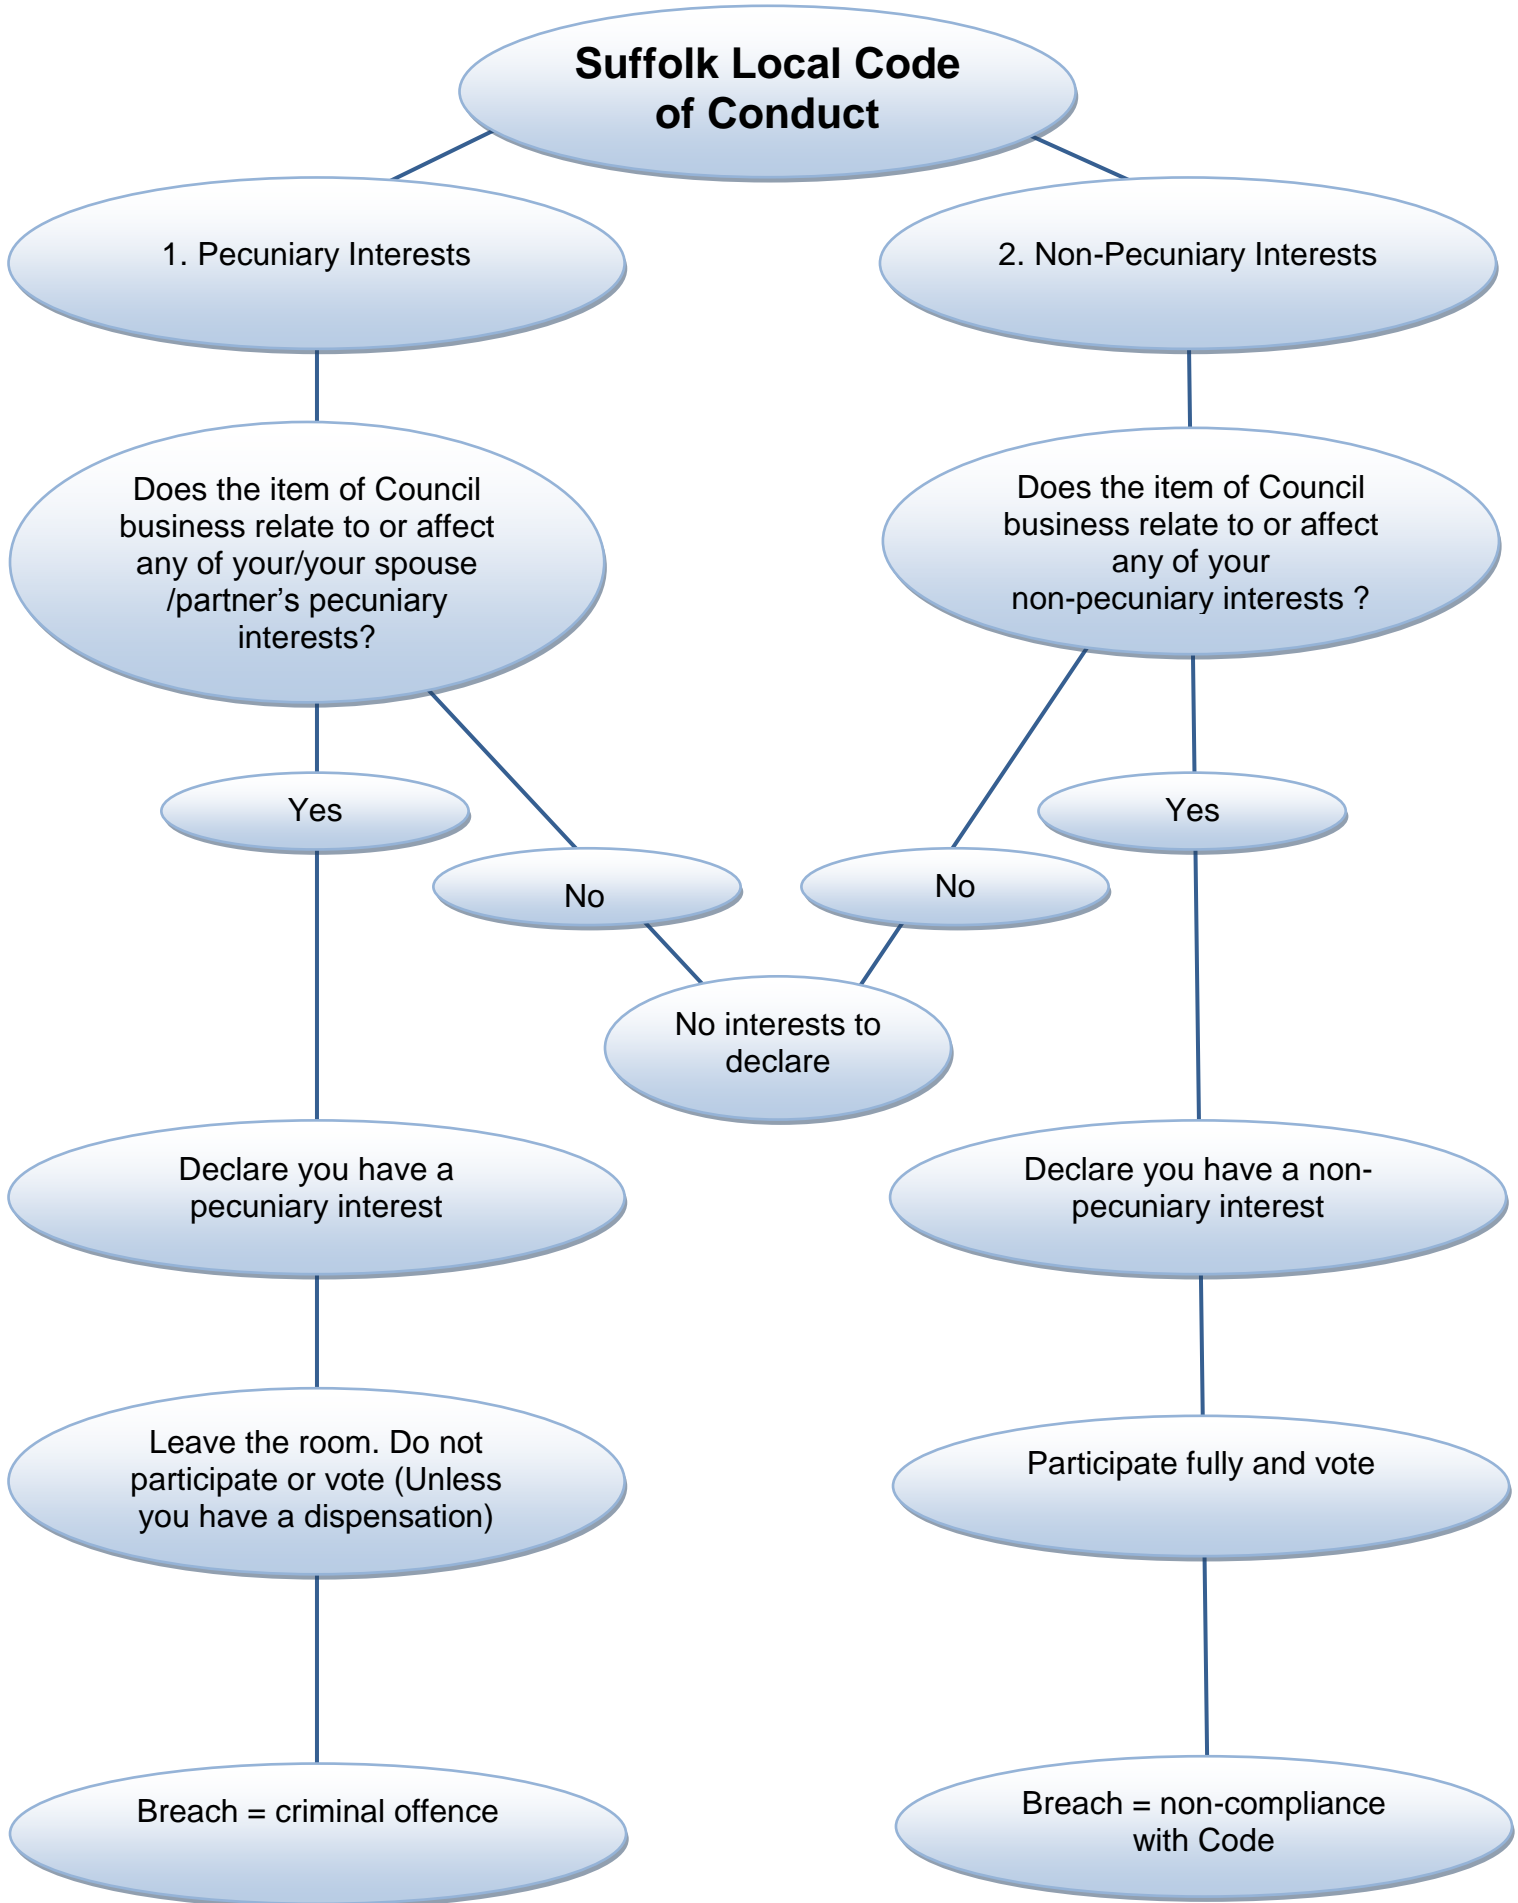 Suffolk Local Code
of Conduct
1. Pecuniary Interests
2. Non-Pecuniary Interests
Does the item of Council
business relate to or affect
any of your/your spouse
/partner’s pecuniary
interests?
Does the item of Council
business relate to or affect
any of your
non-pecuniary interests ?
Yes
No
No
Yes
No interests to
declare
Declare you have a
pecuniary interest
Declare you have a non-
pecuniary interest
Leave the room. Do not
participate or vote (Unless
you have a dispensation)
Participate fully and vote
Breach = criminal offence
Breach = non-compliance
with Code